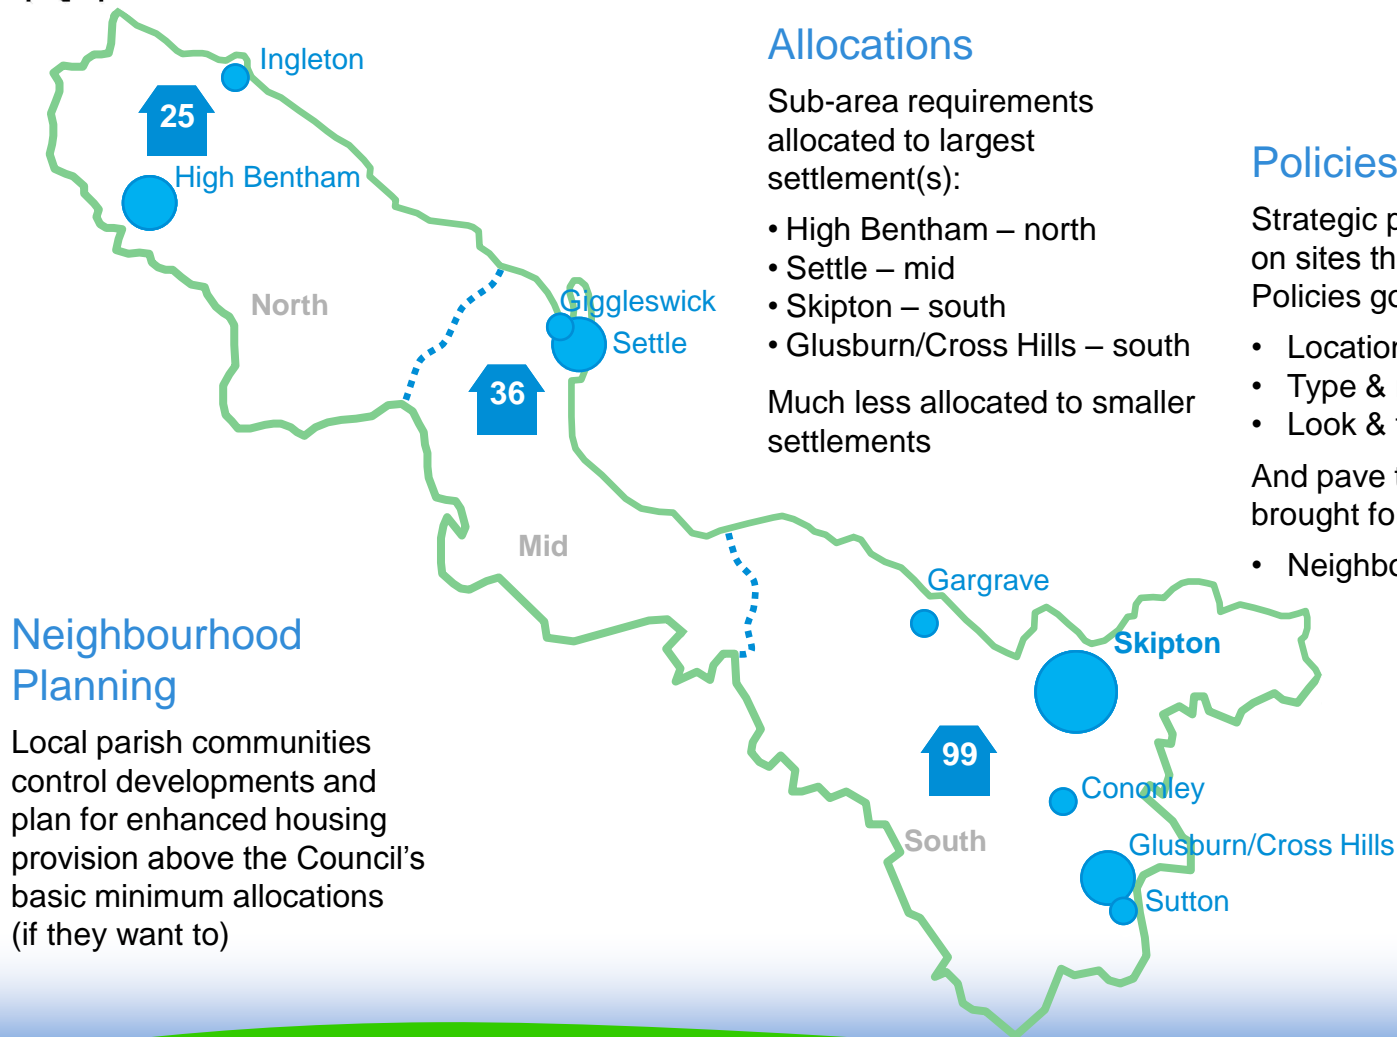 Ingleton
25
High Bentham
North
Giggleswick
Settle
36
Mid
Allocations
Sub-area requirements
allocated to largest
settlement(s):
• High Bentham – north
• Settle – mid
• Skipton – south
• Glusburn/Cross Hills – south
Much less allocated to smaller
settlements
Policies
Strategic p
on sites th
Policies go
• Location
• Type &
• Look &
And pave t
brought fo
• Neighbo
Gargrave
Skipton
99
Cononley
South
Glusburn/Cross Hills
Sutton
Neighbourhood
Planning
Local parish communities
control developments and
plan for enhanced housing
provision above the Council’s
basic minimum allocations
(if they want to)